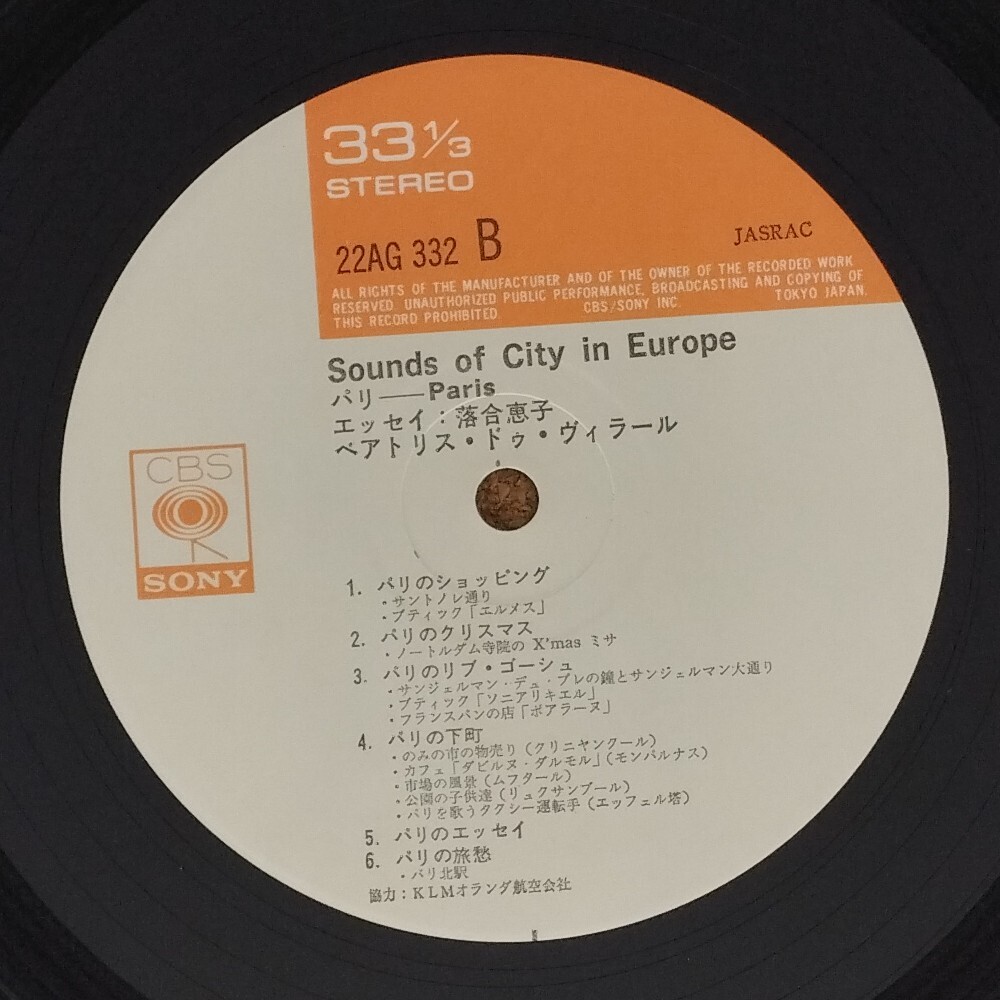 33 1/3
STEREO
22AG 332 B
JASRAC
ALL RIGHTS OF THE MANUFACTURER AND OF THE OWNER OF THE RECORDED WORK
RESERVED. UNAUTHORIZED PUBLIC PERFORMANCE, BROADCASTING AND COPYING OF
THIS RECORD PROHIBITED. CBS/SONY INC. TOKYO JAPAN.
Sounds of City in Europe
パリ——Paris
エッセイ：落合恵子
ベアトリス・ドゥ・ヴィラール
CBS
SONY
1. パリのショッピング
・サントノレ通り
・ブティック「エルメス」
2. パリのクリスマス
・ノートルダム寺院の X'mas ミサ
3. パリのリブ・ゴーシュ
・サンジェルマン・デュ・プレの鐘とサンジェルマン大通り
・ブティック「ソニアリキエル」
・フランスパンの店「ポアラーヌ」
4. パリの下町
・のみの市の物売り（クリニャンクール）
・カフェ「ダビルヌ・ダルモル」（モンパルナス）
・市場の風景（ムフタール）
・公園の子供達（リュクサンブール）
・パリを歌うタクシー運転手（エッフェル塔）
5. パリのエッセイ
6. パリの旅愁
・パリ北駅
協力：KLMオランダ航空会社